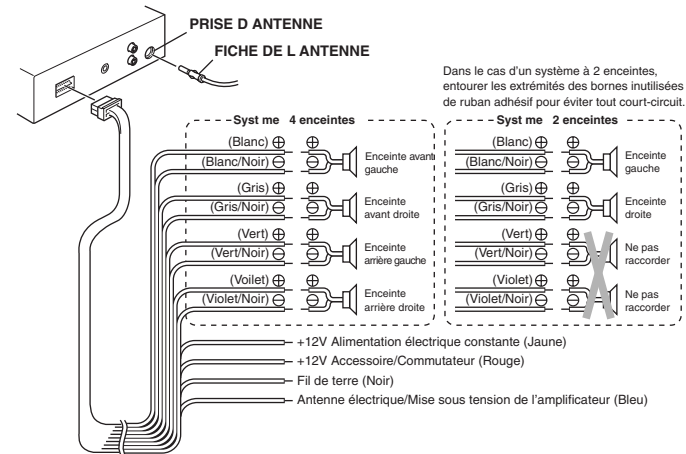 PRISE D ANTENNE
FICHE DE L ANTENNE
Dans le cas d'un système à 2 enceintes,
entourer les extrémités des bornes inutilisées
de ruban adhésif pour éviter tout court-circuit.
Syst me 4 enceintes
(Blanc)
(Blanc/Noir)
Enceinte avant
gauche
(Gris)
(Gris/Noir)
Enceinte
avant droite
(Vert)
(Vert/Noir)
Enceinte
arrière gauche
(Voilet)
(Violet/Noir)
Enceinte
arrière droite
Syst me 2 enceintes
(Blanc)
(Blanc/Noir)
Enceinte
gauche
(Gris)
(Gris/Noir)
Enceinte
droite
(Vert)
(Vert/Noir)
Ne pas
raccorder
(Violet)
(Violet/Noir)
Ne pas
raccorder
+12V Alimentation électrique constante (Jaune)
+12V Accessoire/Commutateur (Rouge)
Fil de terre (Noir)
Antenne électrique/Mise sous tension de l'amplificateur (Bleu)